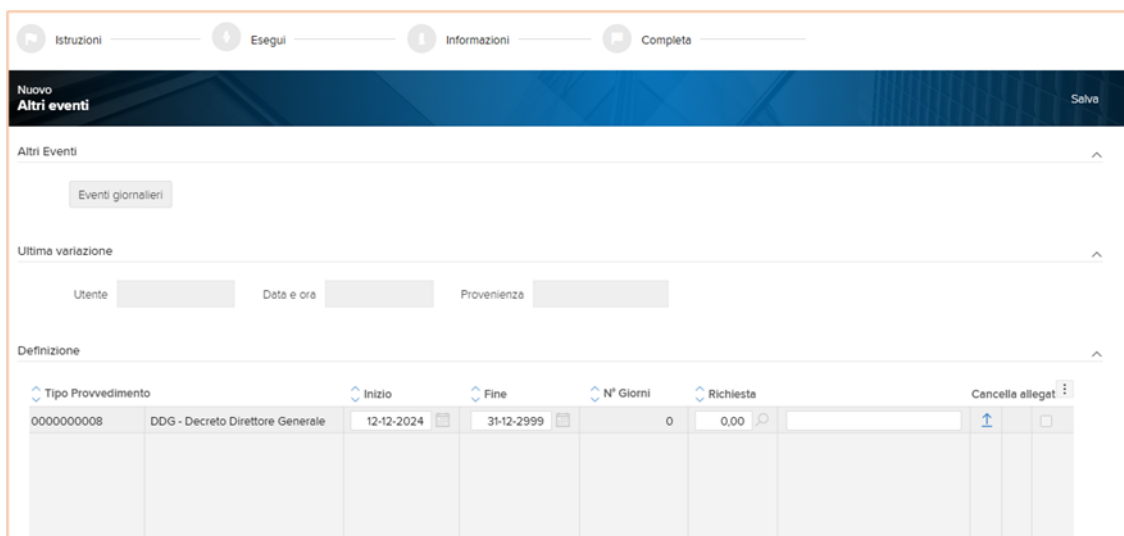 Istruzioni Esegui Informazioni Completa
Nuovo
Altri eventi Salva
Altri Eventi
Eventi giornalieri
Ultima variazione
Utente Data e ora Provenienza
Definizione
Tipo Provvedimento Inizio Fine N° Giorni Richiesta Cancella allegat
0000000008 DDG - Decreto Direttore Generale 12-12-2024 31-12-2999 0 0,00